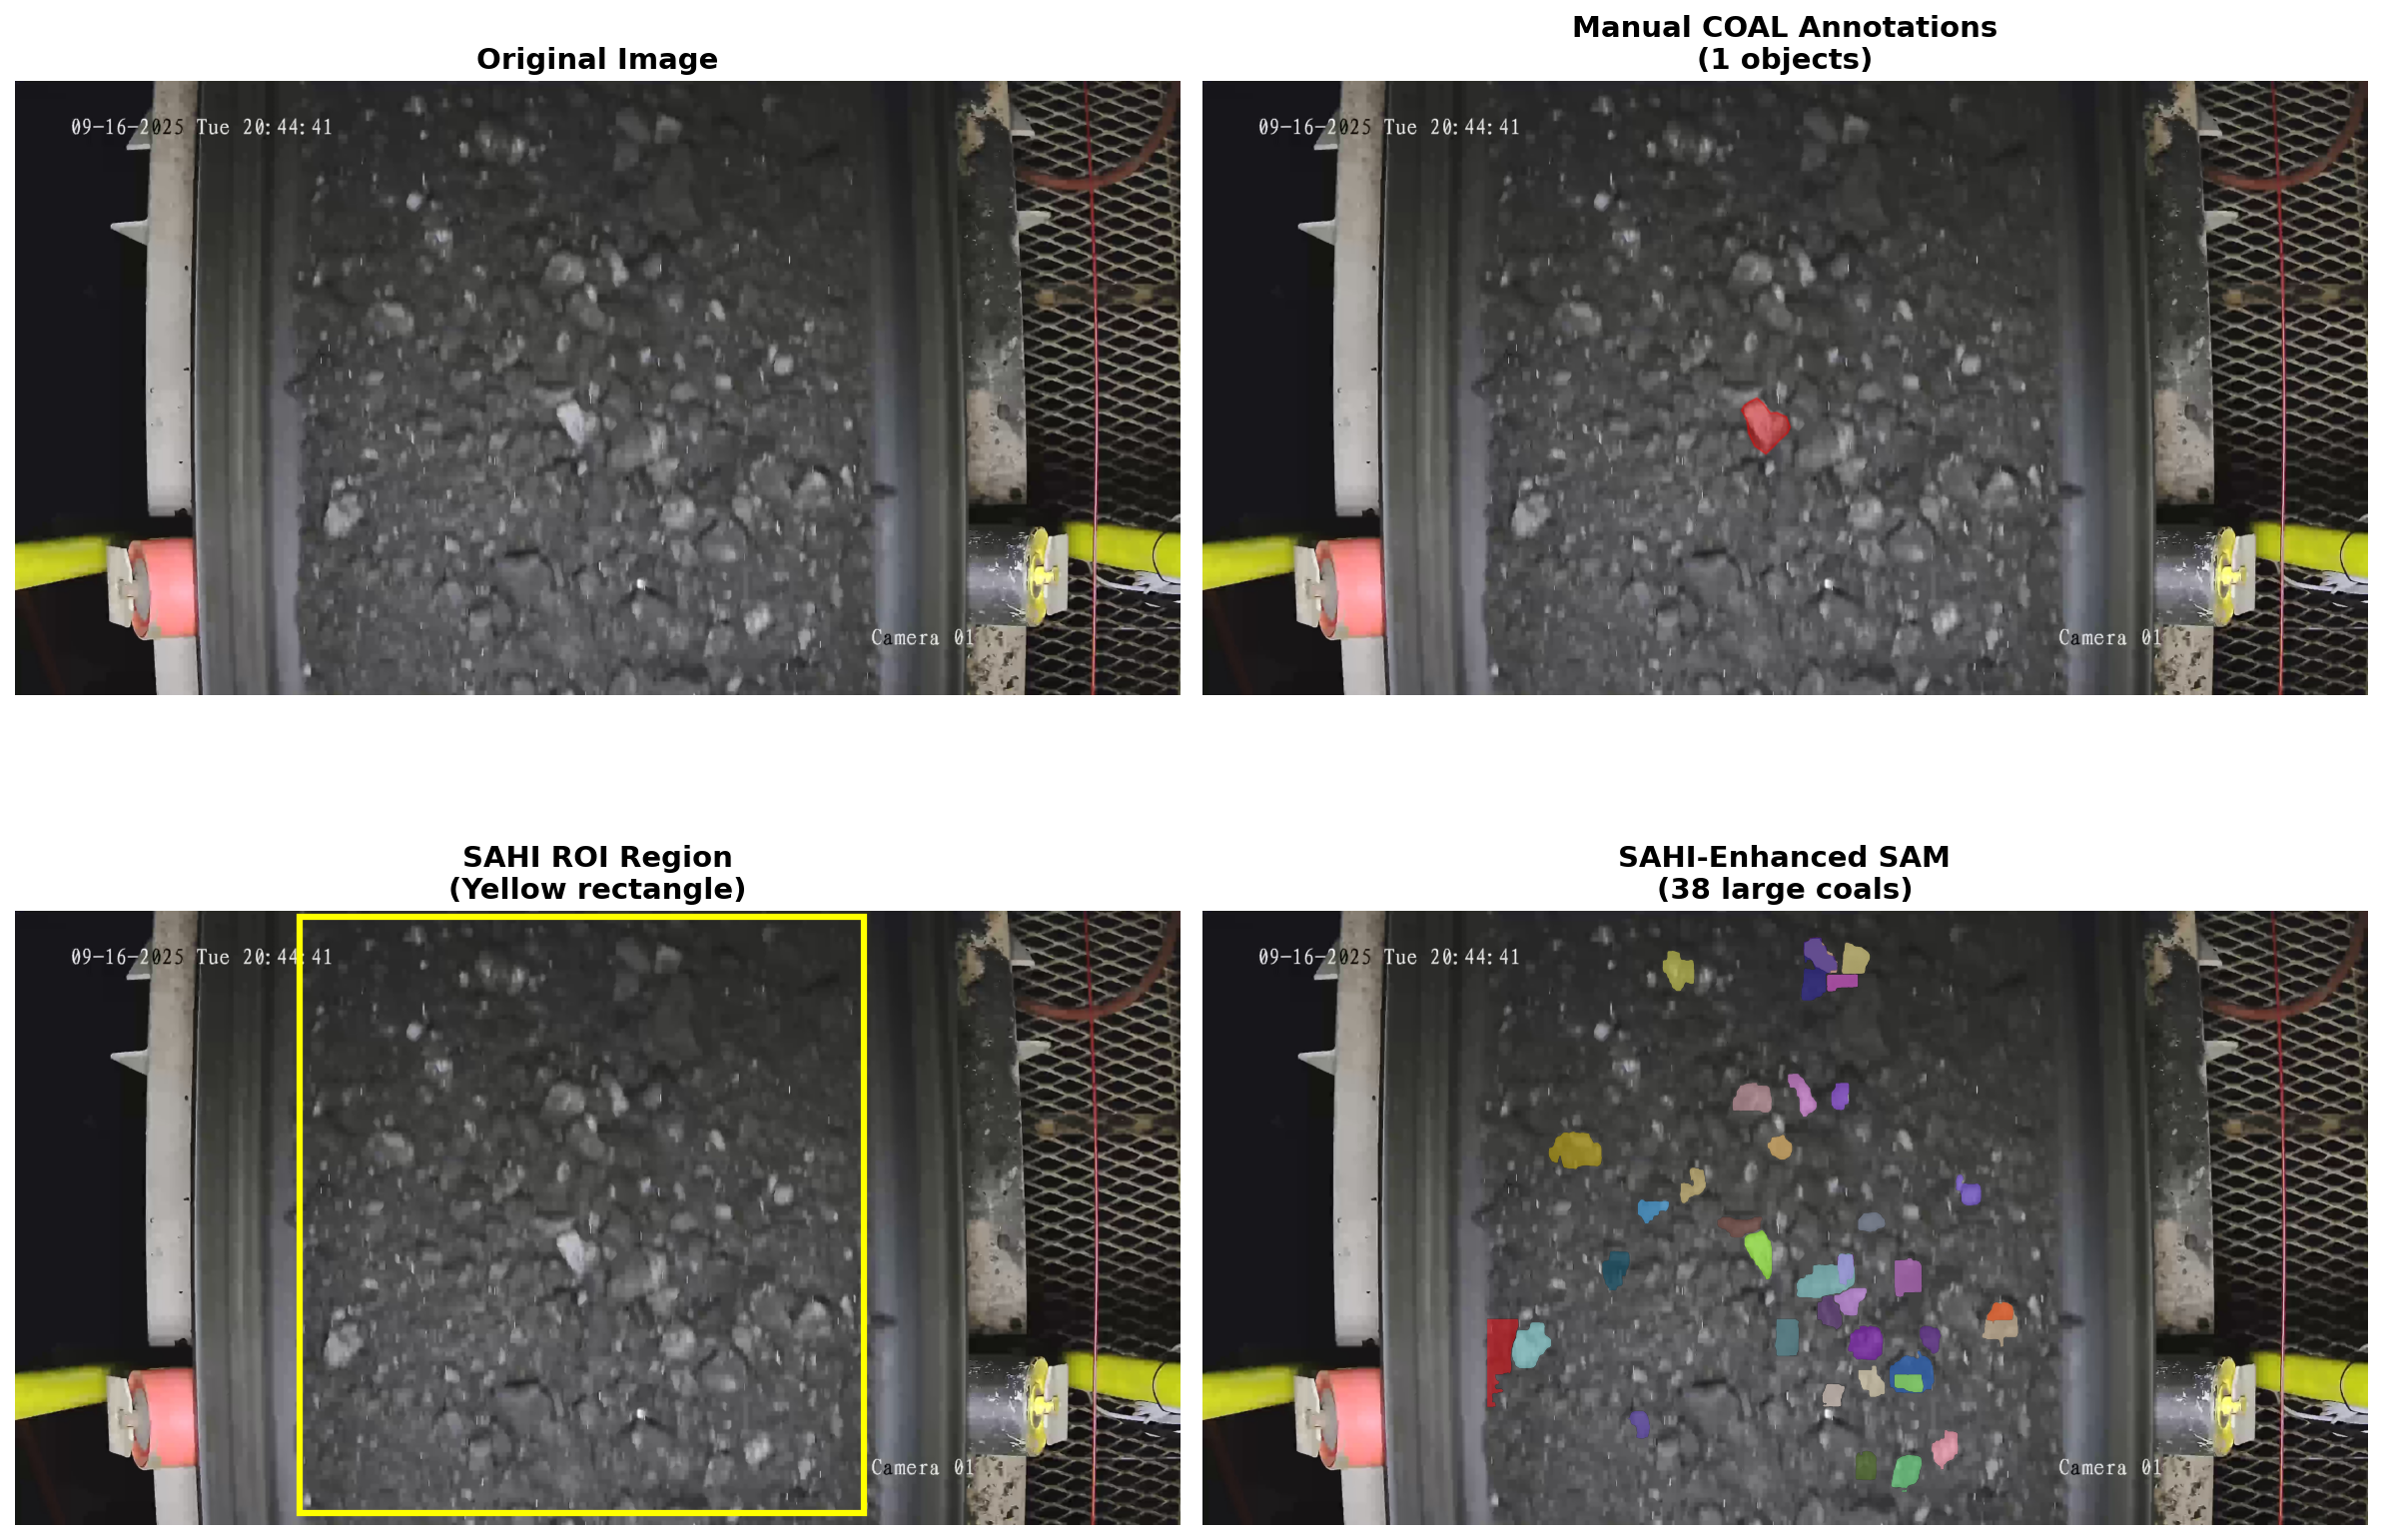 Original Image
09-16-2025 Tue 20:44:41
Camera 01
Manual COAL Annotations
(1 objects)
09-16-2025 Tue 20:44:41
Camera 01
SAHI ROI Region
(Yellow rectangle)
09-16-2025 Tue 20:44:41
Camera 01
SAHI-Enhanced SAM
(38 large coals)
09-16-2025 Tue 20:44:41
Camera 01